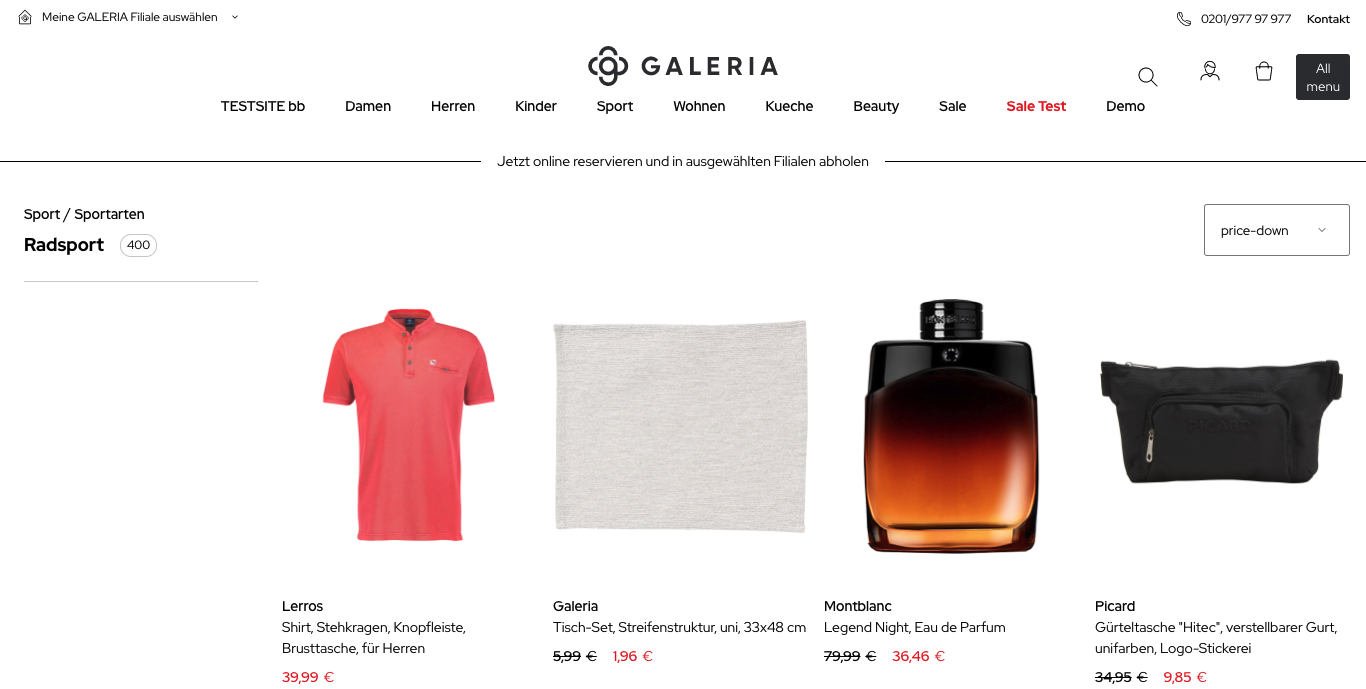 Meine GALERIA Filiale auswählen
0201/977 97 977 Kontakt
GALERIA
All
menu
TESTSITE bb Damen Herren Kinder Sport Wohnen Kueche Beauty Sale Sale Test Demo
Jetzt online reservieren und in ausgewählten Filialen abholen
Sport / Sportarten
Radsport 400
price-down
Lerros
Shirt, Stehkragen, Knopfleiste,
Brusttasche, für Herren
39,99 €
Galeria
Tisch-Set, Streifenstruktur, uni, 33x48 cm
5,99 € 1,96 €
Montblanc
Legend Night, Eau de Parfum
79,99 € 36,46 €
Picard
Gürteltasche "Hitec", verstellbarer Gurt,
unifarben, Logo-Stickerei
34,95 € 9,85 €